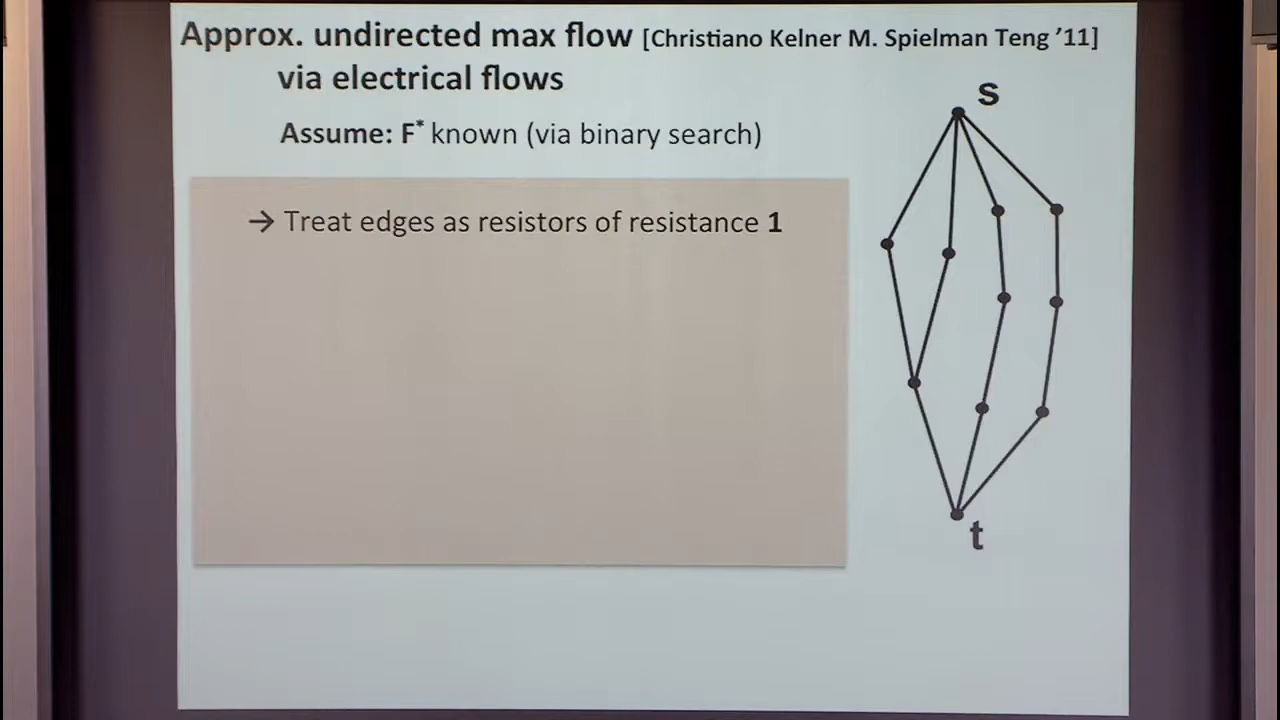 Approx. undirected max flow [Christiano Kelner M. Spielman Teng ’11]
via electrical flows
Assume: F* known (via binary search)
→ Treat edges as resistors of resistance 1
s
t